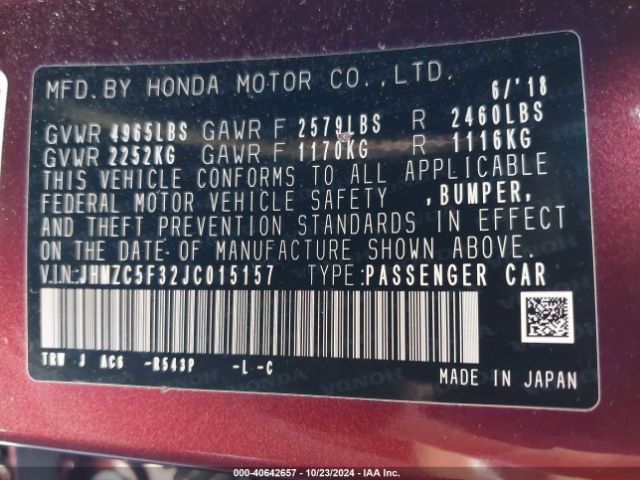 MFD. BY HONDA MOTOR CO., LTD. 6/'18
GVWR 4965LBS GAWR F 2579LBS R 2460LBS
GVWR 2252KG GAWR F 1170KG R 1116KG
THIS VEHICLE CONFORMS TO ALL APPLICABLE
FEDERAL MOTOR VEHICLE SAFETY , BUMPER,
AND THEFT PREVENTION STANDARDS IN EFFECT
ON THE DATE OF MANUFACTURE SHOWN ABOVE.
VIN:JHMZC5F32JC015157 TYPE:PASSENGER CAR
TRW J AC6 -R543P -L -C
MADE IN JAPAN
000-40642657 - 10/23/2024 - IAA Inc.